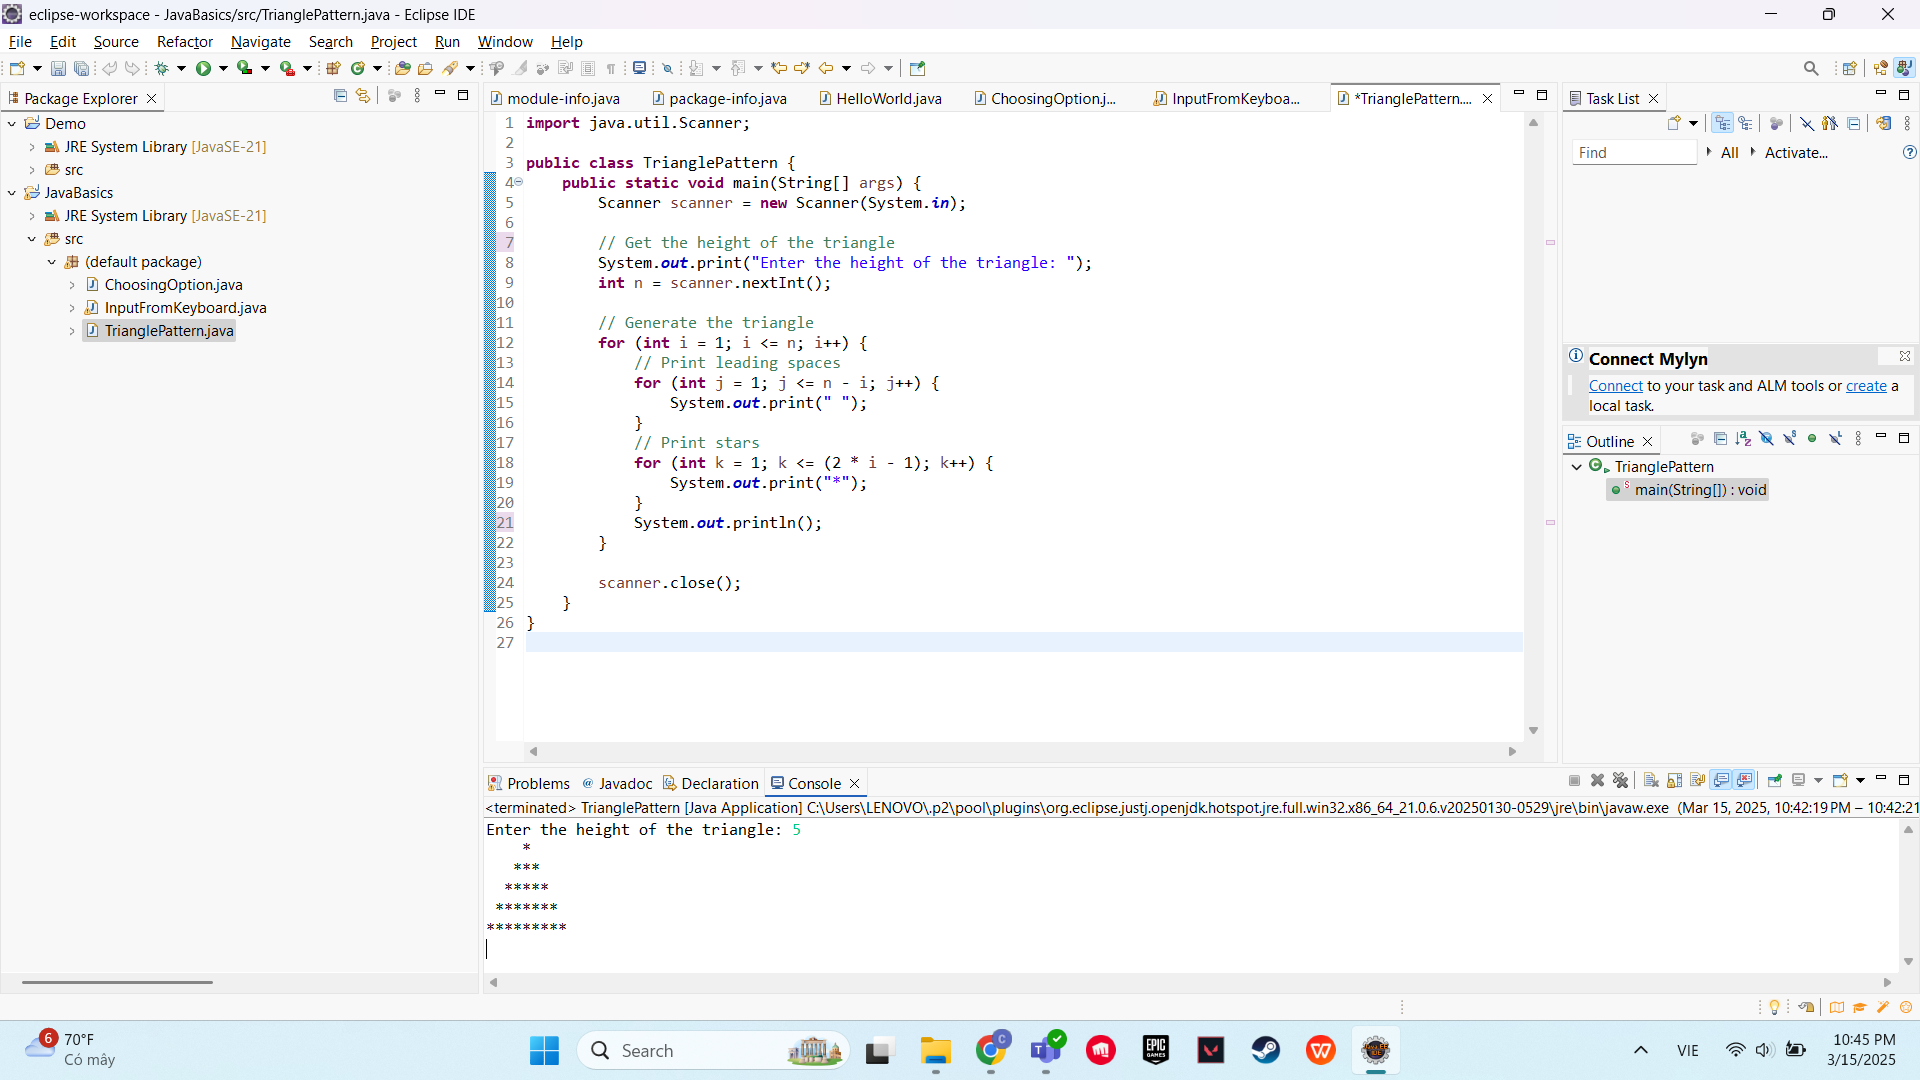 eclipse-workspace - JavaBasics/src/TrianglePattern.java - Eclipse IDE
File Edit Source Refactor Navigate Search Project Run Window Help
Package Explorer
Demo
JRE System Library [JavaSE-21]
src
JavaBasics
JRE System Library [JavaSE-21]
src
(default package)
ChoosingOption.java
InputFromKeyboard.java
TrianglePattern.java
module-info.java package-info.java HelloWorld.java ChoosingOption.j... InputFromKeyboa... *TrianglePattern....
1 import java.util.Scanner;
2
3 public class TrianglePattern {
4     public static void main(String[] args) {
5         Scanner scanner = new Scanner(System.in);
6
7         // Get the height of the triangle
8         System.out.print("Enter the height of the triangle: ");
9         int n = scanner.nextInt();
10
11         // Generate the triangle
12         for (int i = 1; i <= n; i++) {
13             // Print leading spaces
14             for (int j = 1; j <= n - i; j++) {
15                 System.out.print(" ");
16             }
17             // Print stars
18             for (int k = 1; k <= (2 * i - 1); k++) {
19                 System.out.print("*");
20             }
21             System.out.println();
22         }
23
24         scanner.close();
25     }
26 }
27
Task List
Find All Activate...
Connect Mylyn
Connect to your task and ALM tools or create a
local task.
Outline
TrianglePattern
main(String[]) : void
Problems @ Javadoc Declaration Console
<terminated> TrianglePattern [Java Application] C:\Users\LENOVO\.p2\pool\plugins\org.eclipse.justj.openjdk.hotspot.jre.full.win32.x86_64_21.0.6.v20250130-0529\jre\bin\javaw.exe (Mar 15, 2025, 10:42:19 PM – 10:42:21
Enter the height of the triangle: 5
    *
   ***
  *****
 *******
*********
6
70°F
Có mây
Search
EPIC GAMES
VIE
10:45 PM
3/15/2025